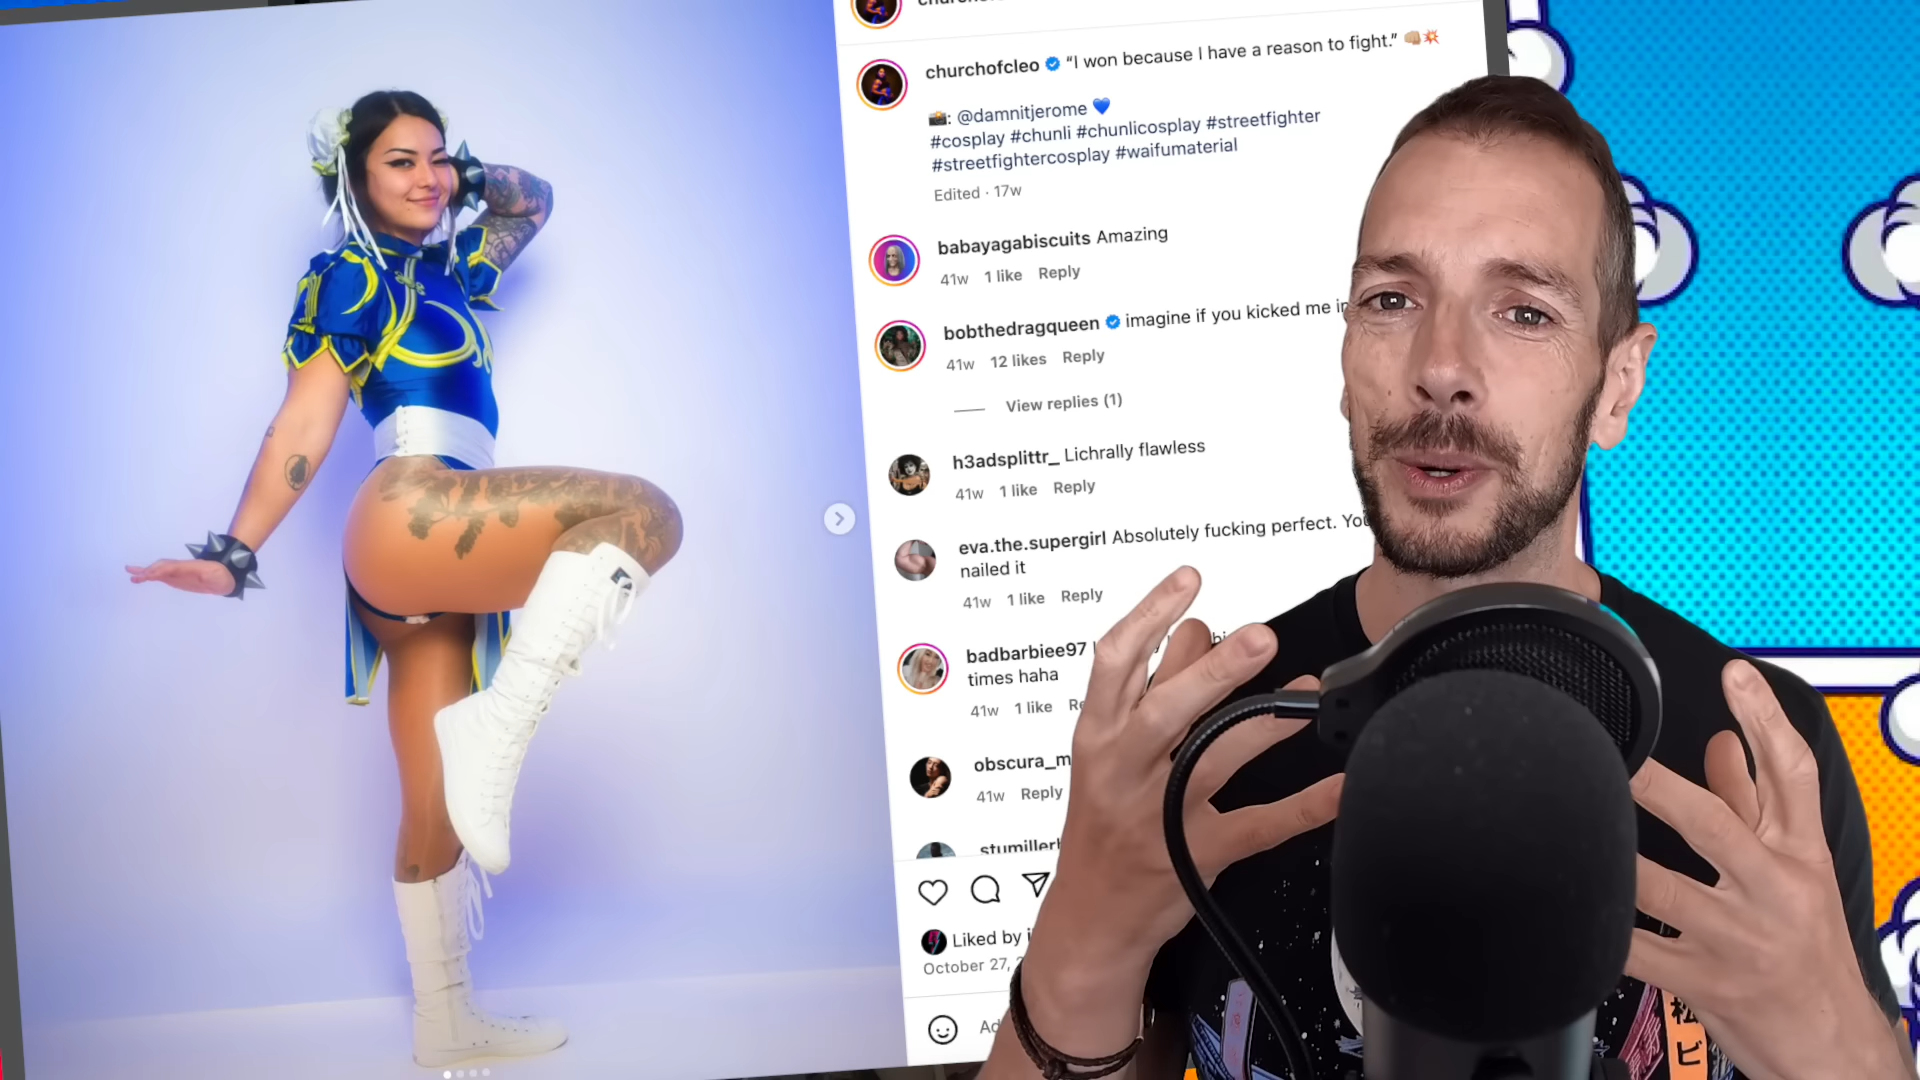 churchofcleo "I won because I have a reason to fight." 👊🏼💥
📸: @damnitjerome 💙
#cosplay #chunli #chunlicosplay #streetfighter
#streetfightercosplay #waifumaterial
Edited · 17w
babayagabiscuits Amazing
41w 1 like Reply
bobthedragqueen imagine if you kicked me
41w 12 likes Reply
View replies (1)
h3adsplittr_ Lichrally flawless
41w 1 like Reply
eva.the.supergirl Absolutely fucking perfect.
nailed it
41w 1 like Reply
badbarbiee97
times haha
41w 1 like
41w Reply
Liked by
October 27,
ビ